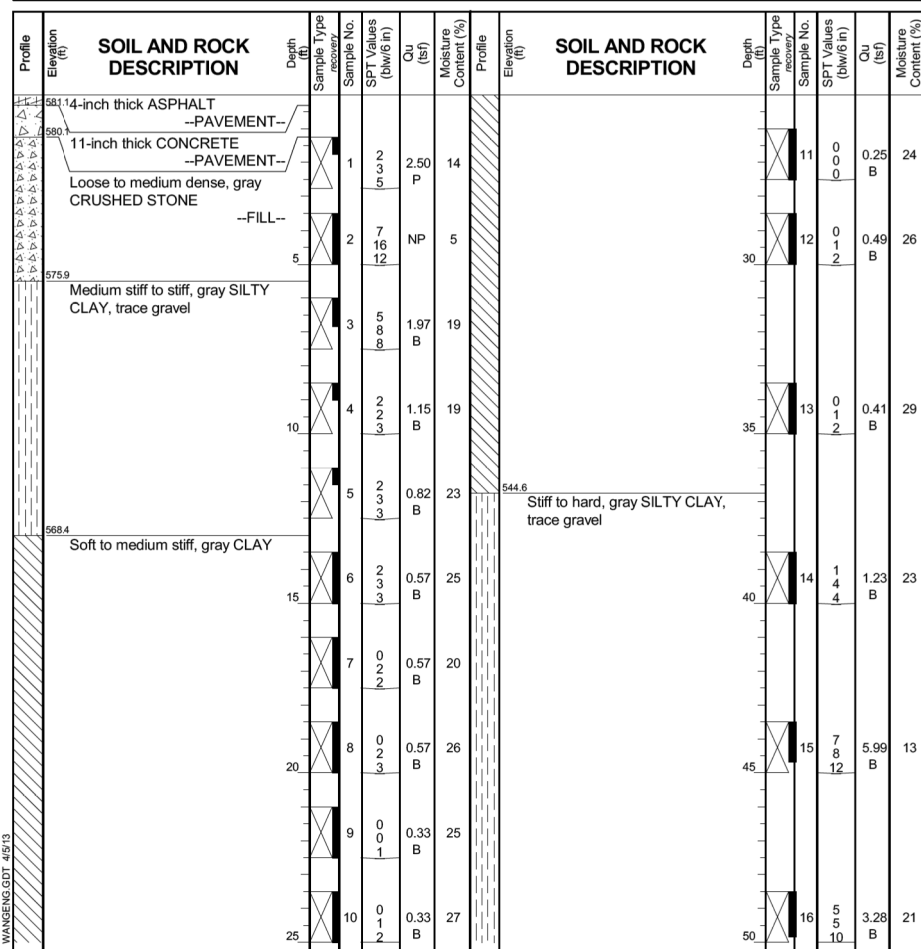 Profile
Elevation (ft)
SOIL AND ROCK
DESCRIPTION
Depth (ft)
Sample Type
recovery
Sample No.
SPT Values
(blw/6 in)
Qu
(tsf)
Moisture
Content (%)
581.1
4-inch thick ASPHALT
--PAVEMENT--
580.1
11-inch thick CONCRETE
--PAVEMENT--
Loose to medium dense, gray
CRUSHED STONE
--FILL--
1
2
3
5
2.50
P
14
2
7
16
12
NP
5
5
575.9
Medium stiff to stiff, gray SILTY
CLAY, trace gravel
3
5
8
8
1.97
B
19
4
2
2
3
1.15
B
19
10
5
2
3
3
0.82
B
23
568.4
Soft to medium stiff, gray CLAY
6
2
3
3
0.57
B
25
15
7
0
2
2
0.57
B
20
8
0
2
3
0.57
B
26
20
9
0
0
1
0.33
B
25
10
0
1
2
0.33
B
27
25
Profile
Elevation (ft)
SOIL AND ROCK
DESCRIPTION
Depth (ft)
Sample Type
recovery
Sample No.
SPT Values
(blw/6 in)
Qu
(tsf)
Moisture
Content (%)
11
0
0
0
0.25
B
24
12
0
1
2
0.49
B
26
30
13
0
1
2
0.41
B
29
35
544.6
Stiff to hard, gray SILTY CLAY,
trace gravel
14
1
4
4
1.23
B
23
40
15
7
8
12
5.99
B
13
45
16
5
5
10
3.28
B
21
50
WANGENG.GDT 4/5/13